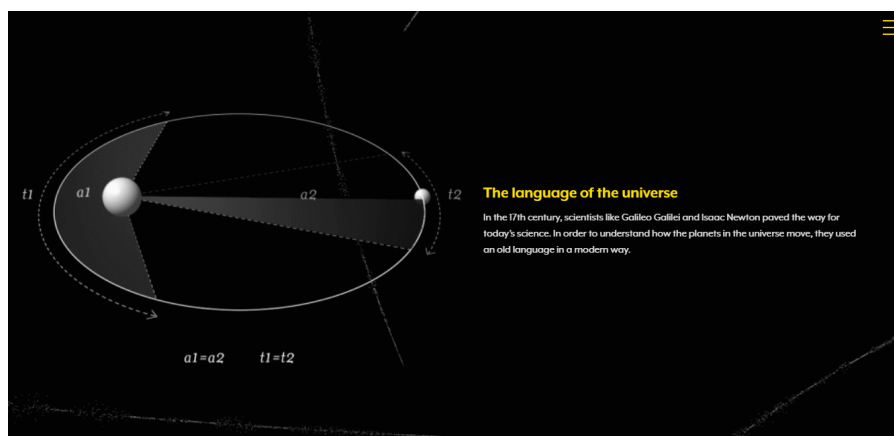 t1
a1
a2
t2
a1=a2 t1=t2
The language of the universe
In the 17th century, scientists like Galileo Galilei and Isaac Newton paved the way for
today's science. In order to understand how the planets in the universe move, they used
an old language in a modern way.